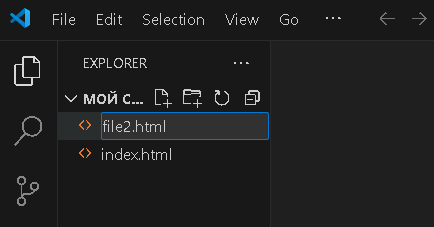 File Edit Selection View Go ...
EXPLORER ...
МОЙ С...
file2.html
index.html